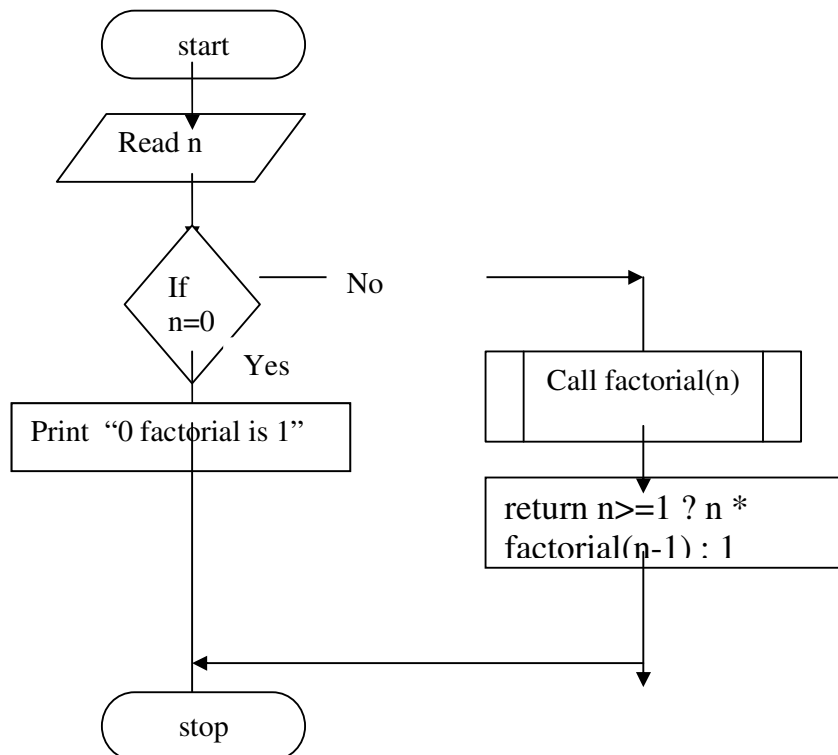 start
Read n
If
n=0
No
Yes
Call factorial(n)
Print “0 factorial is 1”
return n>=1 ? n *
factorial(n-1) : 1
stop